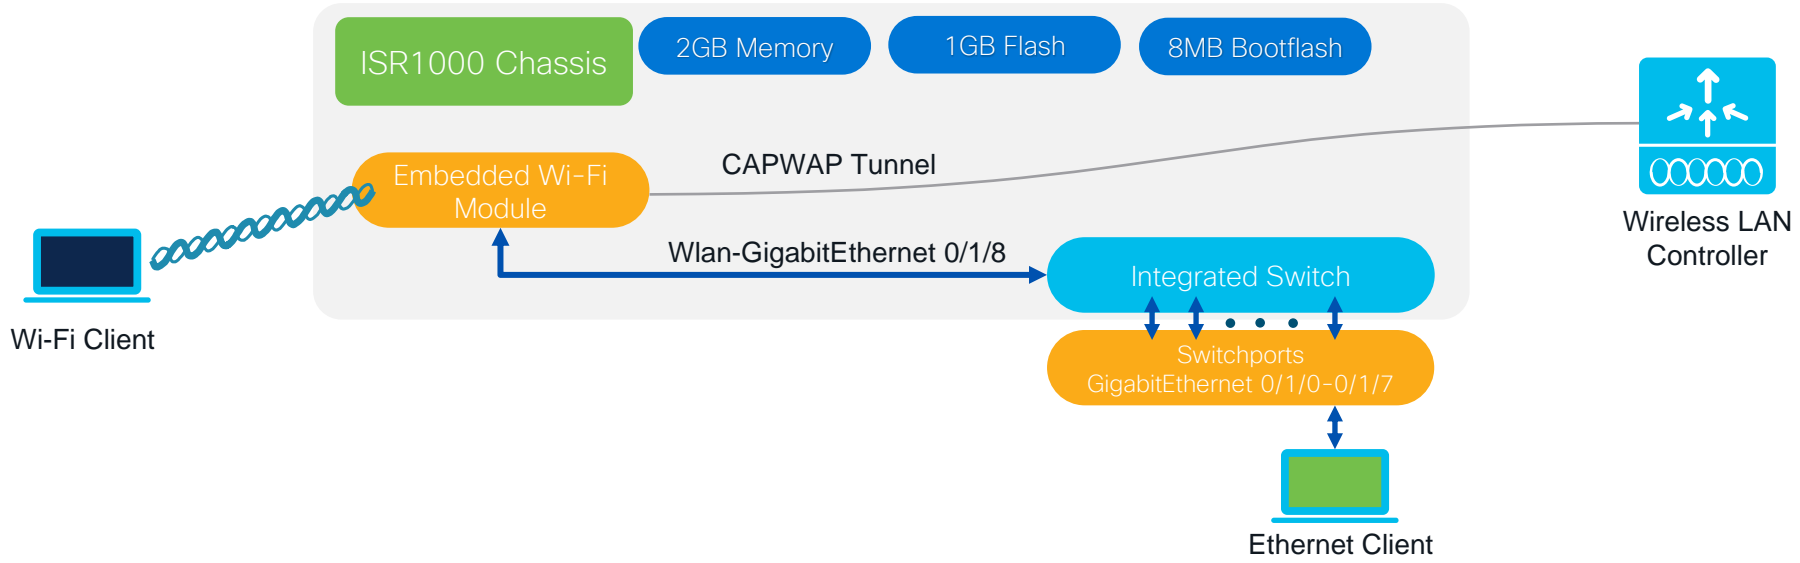 ISR1000 Chassis
2GB Memory
1GB Flash
8MB Bootflash
Embedded Wi-Fi
Module
CAPWAP Tunnel
Wireless LAN
Controller
Wlan-GigabitEthernet 0/1/8
Integrated Switch
Wi-Fi Client
Switchports
GigabitEthernet 0/1/0-0/1/7
Ethernet Client